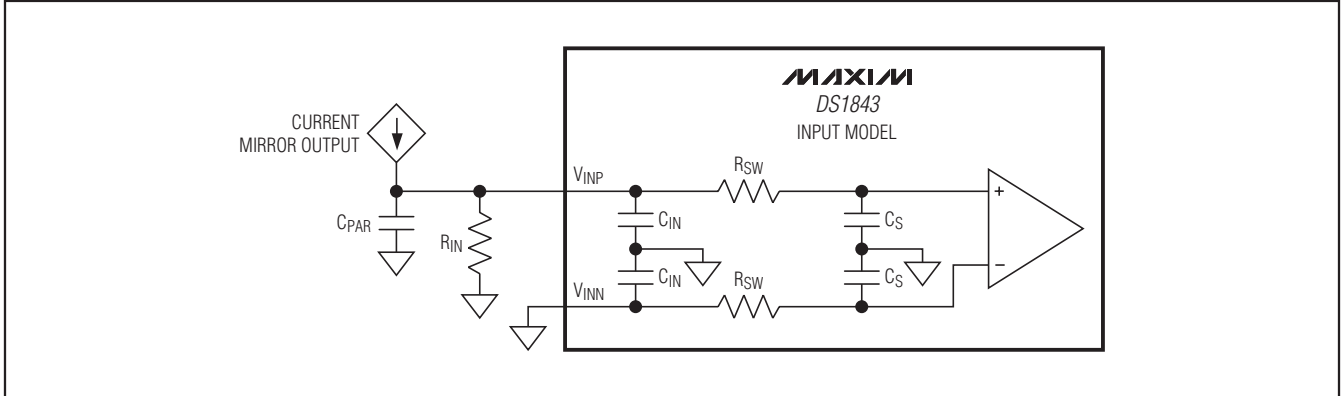 MAXIM
DS1843
INPUT MODEL
CURRENT
MIRROR OUTPUT
VINP
RSW
CPAR
RIN
CIN
CS
+
CIN
RSW
CS
−
VINN